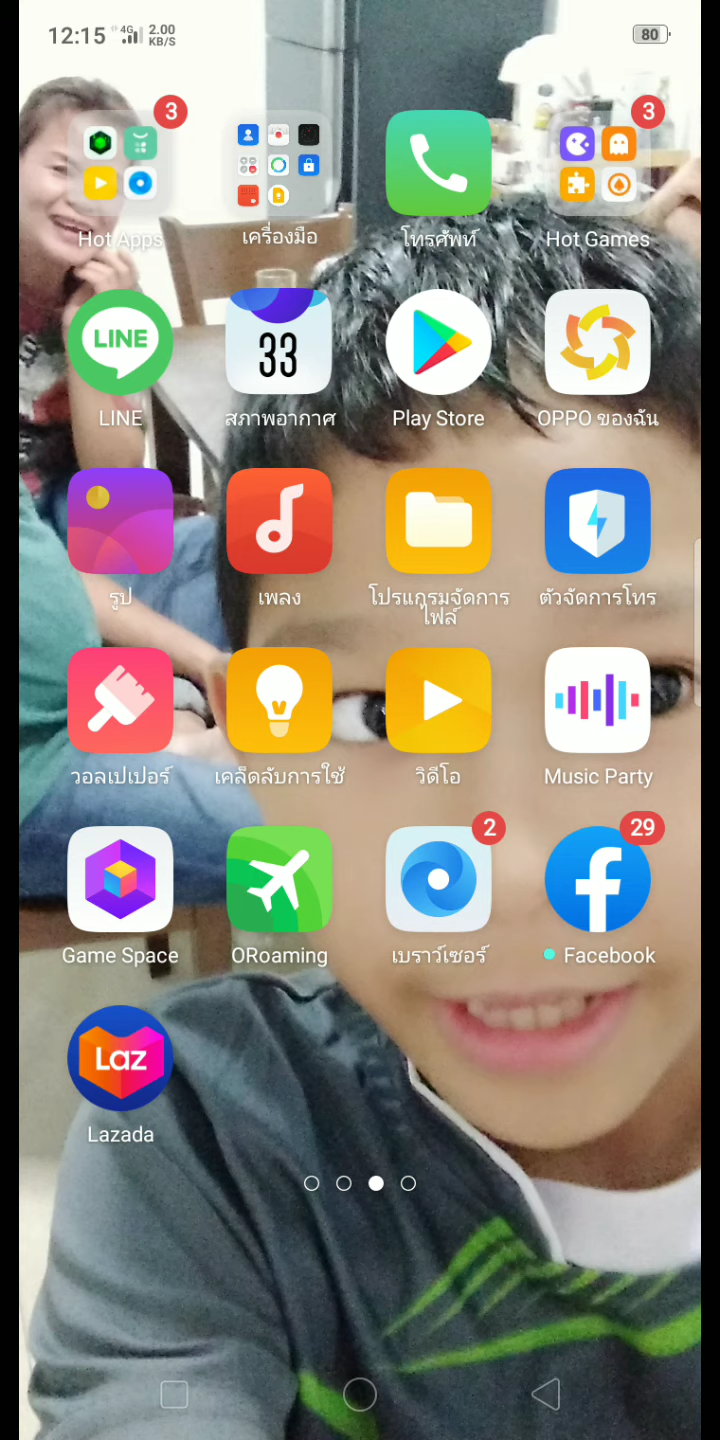 12:15 4G 2.00 KB/S 80
3 3
Hot Apps เครื่องมือ โทรศัพท์ Hot Games
LINE 33
LINE สภาพอากาศ Play Store OPPO ของฉัน
รูป เพลง โปรแกรมจัดการ ตัวจัดการโทร
ไฟล์
วอลเปเปอร์ เคล็ดลับการใช้ วิดีโอ Music Party
2 29
Game Space ORoaming เบราว์เซอร์ Facebook
Laz
Lazada